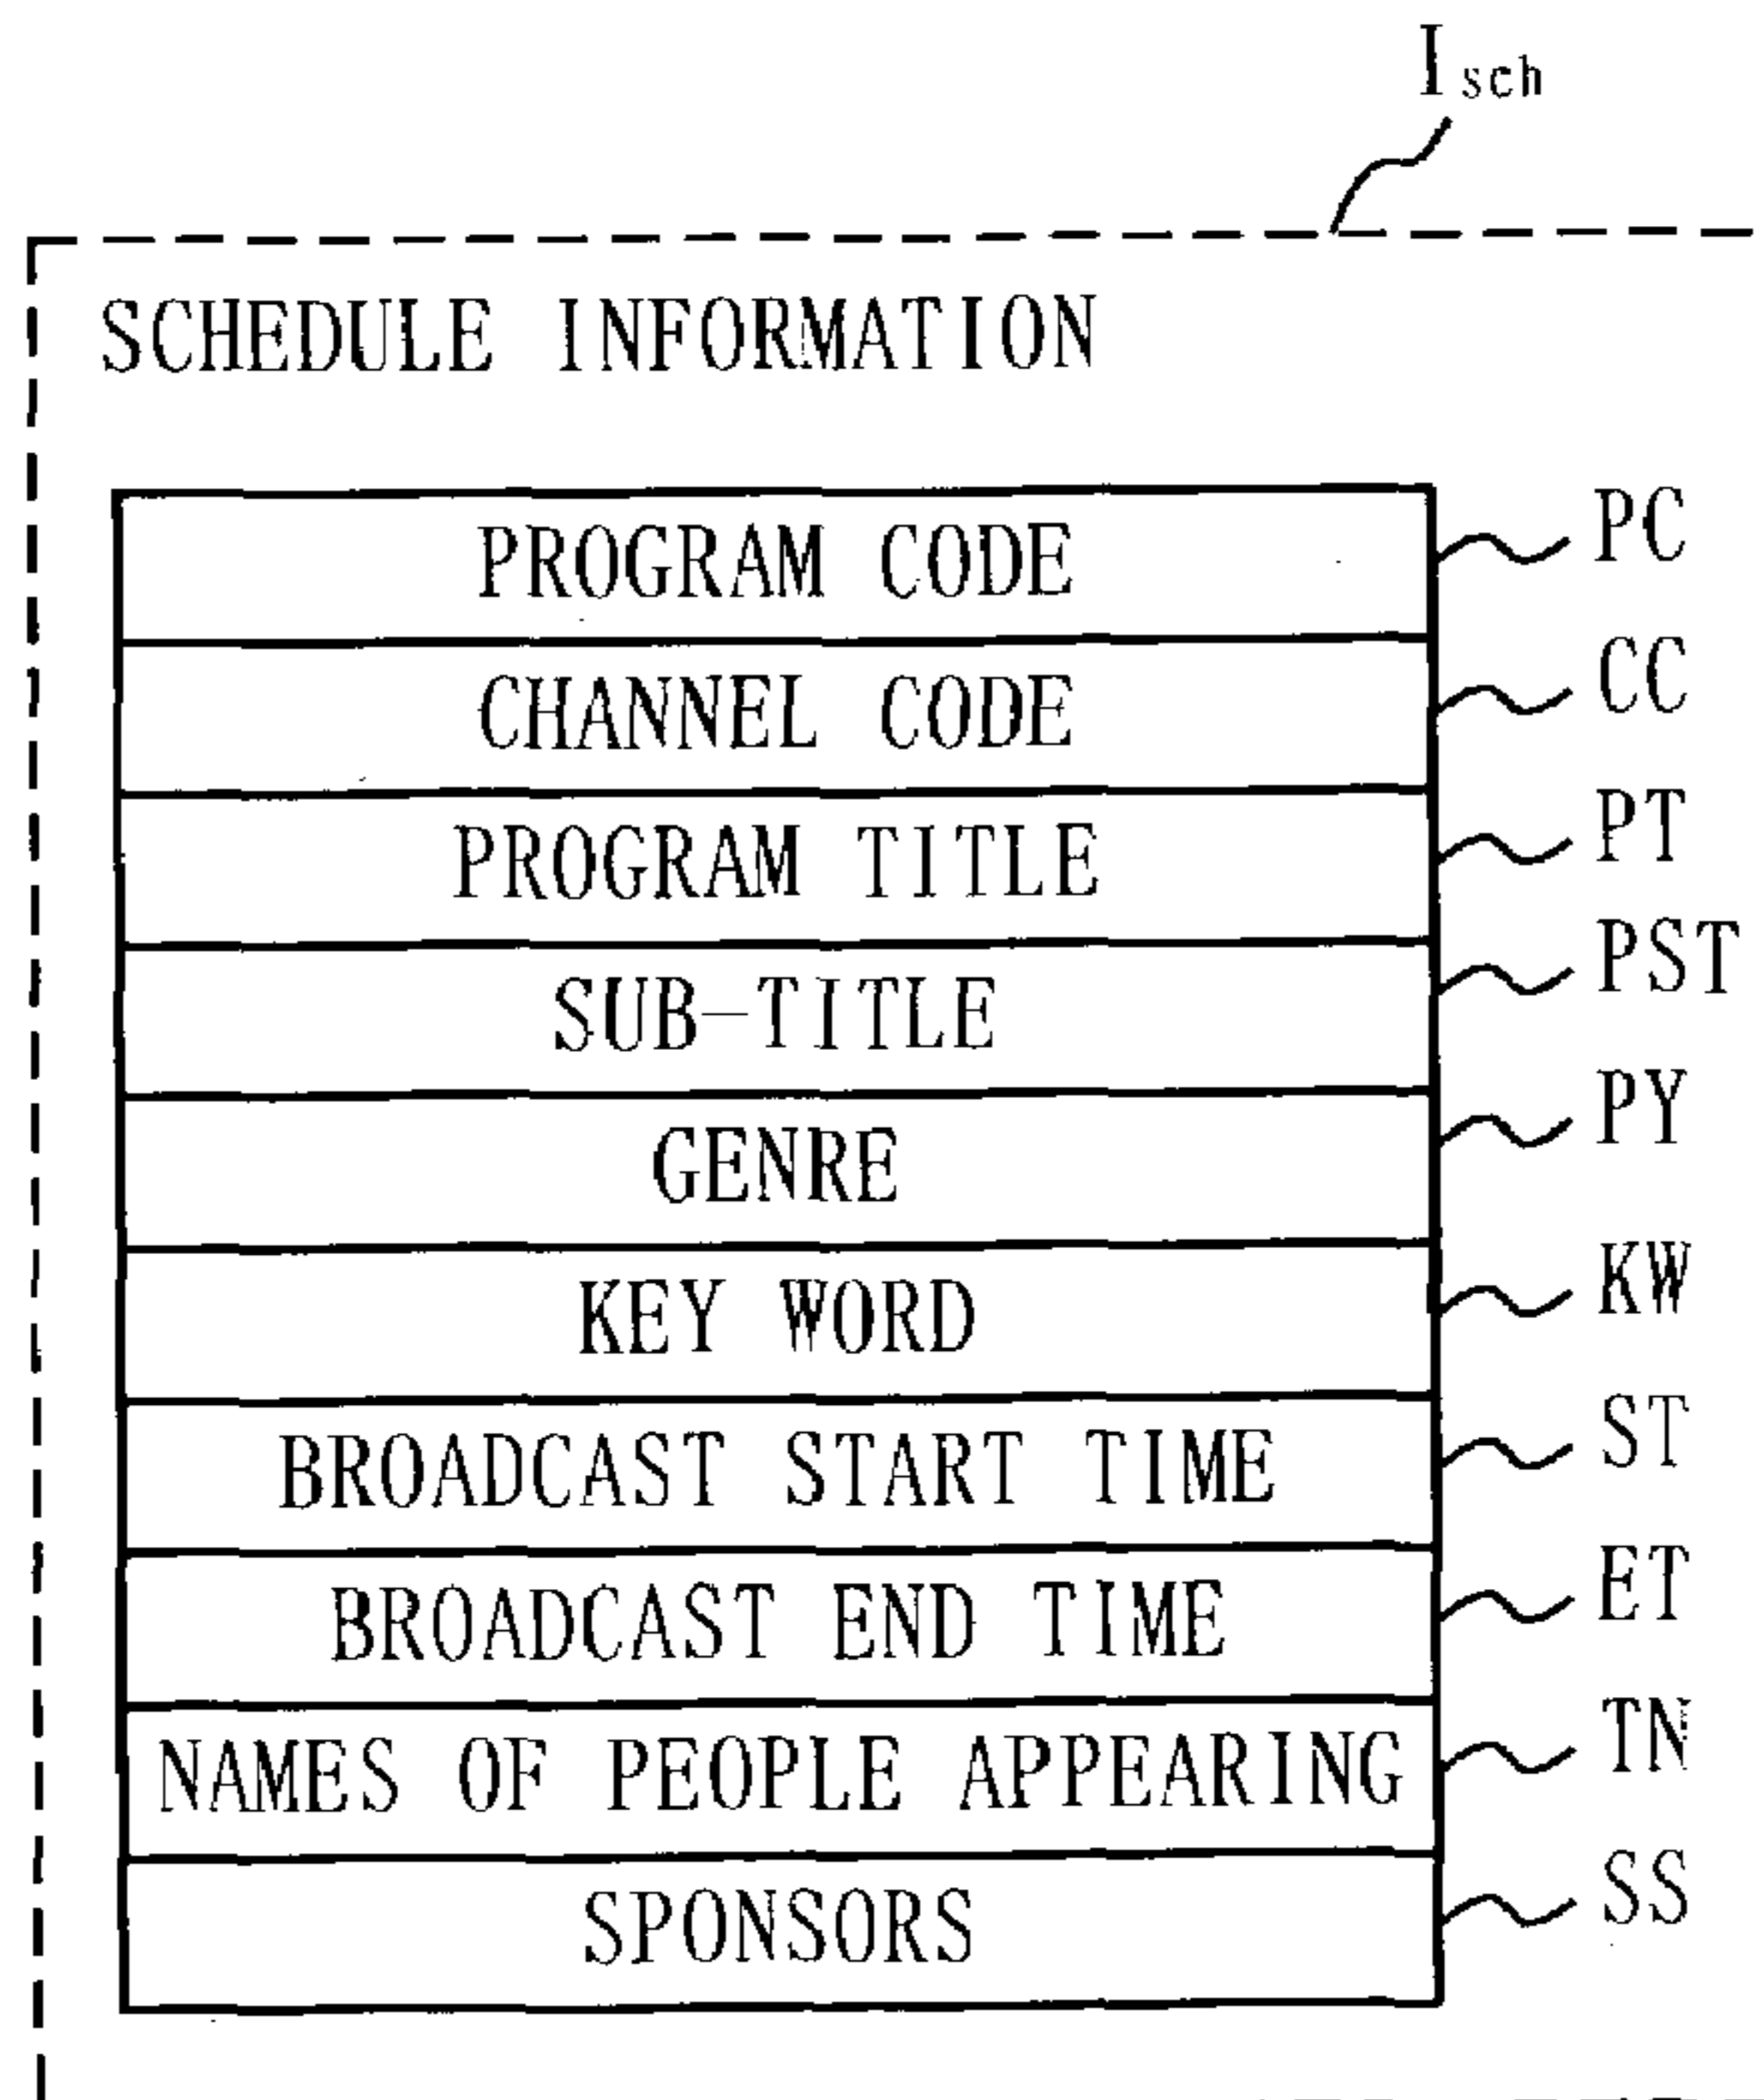 Isch
SCHEDULE INFORMATION
PROGRAM CODE PC
CHANNEL CODE CC
PROGRAM TITLE PT
SUB-TITLE PST
GENRE PY
KEY WORD KW
BROADCAST START TIME ST
BROADCAST END TIME ET
NAMES OF PEOPLE APPEARING TN
SPONSORS SS